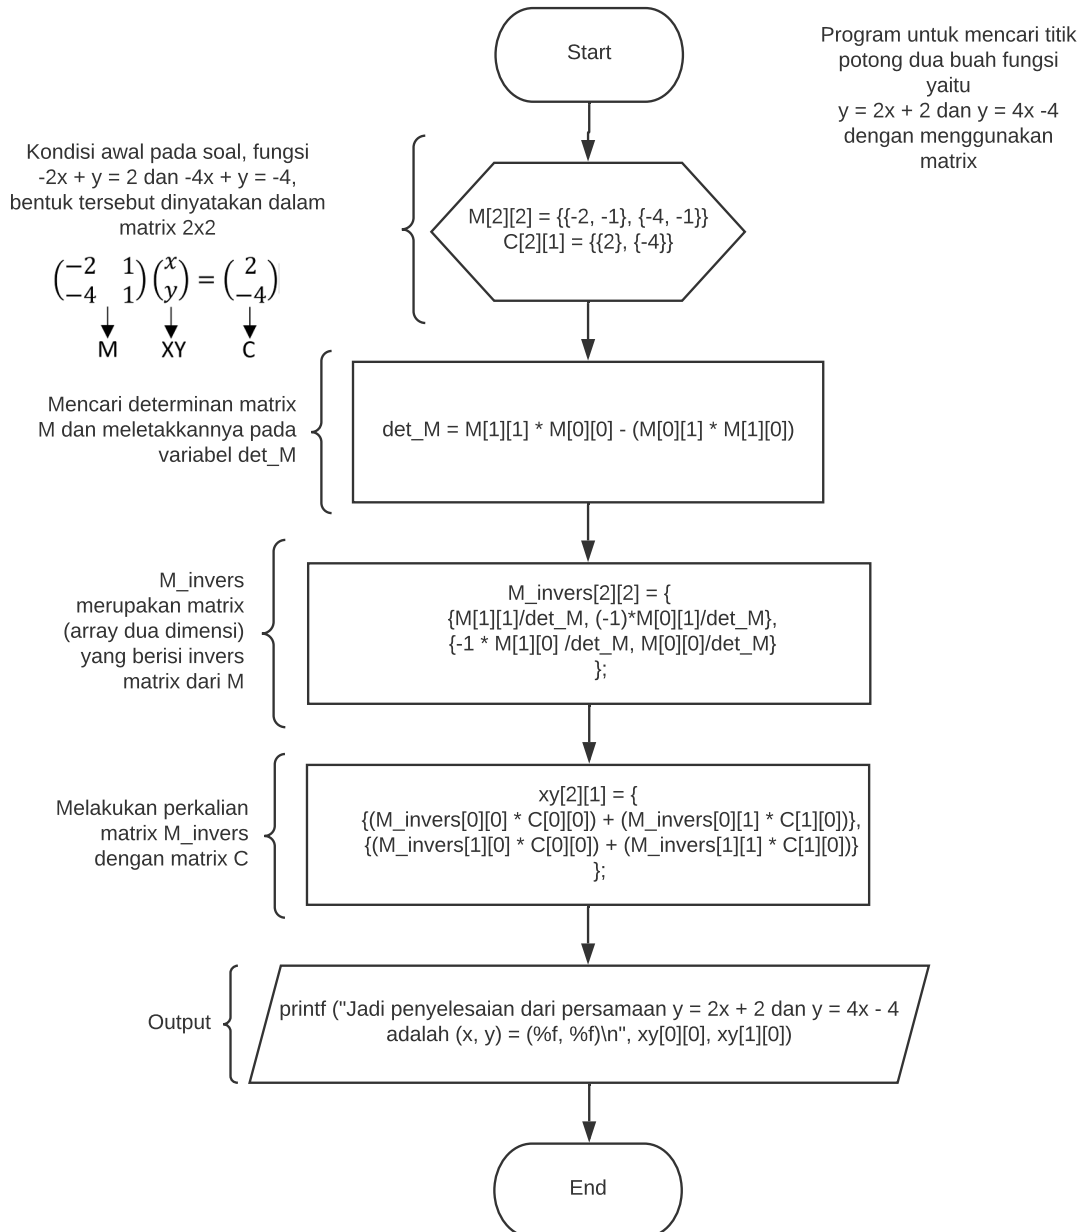 Start
Program untuk mencari titik
potong dua buah fungsi
yaitu
y = 2x + 2 dan y = 4x -4
dengan menggunakan
matrix
Kondisi awal pada soal, fungsi
-2x + y = 2 dan -4x + y = -4,
bentuk tersebut dinyatakan dalam
matrix 2x2
(−2 1) (x) = (2)
(−4 1) (y) (−4)
M XY C
M[2][2] = {{-2, -1}, {-4, -1}}
C[2][1] = {{2}, {-4}}
Mencari determinan matrix
M dan meletakkannya pada
variabel det_M
det_M = M[1][1] * M[0][0] - (M[0][1] * M[1][0])
M_invers
merupakan matrix
(array dua dimensi)
yang berisi invers
matrix dari M
M_invers[2][2] = {
{M[1][1]/det_M, (-1)*M[0][1]/det_M},
{-1 * M[1][0] /det_M, M[0][0]/det_M}
};
Melakukan perkalian
matrix M_invers
dengan matrix C
xy[2][1] = {
{(M_invers[0][0] * C[0][0]) + (M_invers[0][1] * C[1][0])},
{(M_invers[1][0] * C[0][0]) + (M_invers[1][1] * C[1][0])}
};
Output
printf ("Jadi penyelesaian dari persamaan y = 2x + 2 dan y = 4x - 4
adalah (x, y) = (%f, %f)\n", xy[0][0], xy[1][0])
End